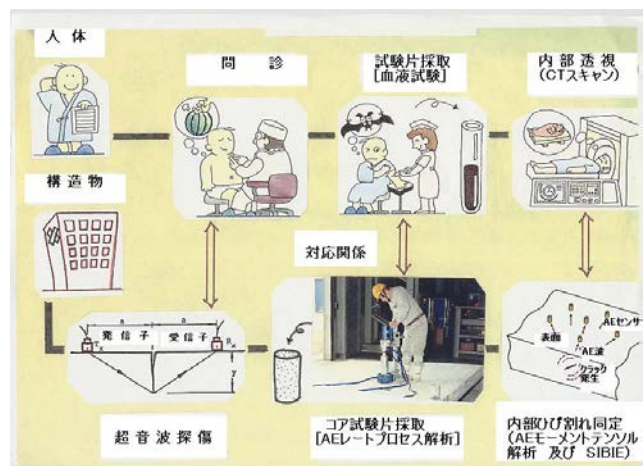 人体
問診
試験片採取
[血液試験]
内部透視
(CTスキャン)
構造物
対応関係
a
a
発信子
受信子
Tx
Rx
y
超音波探傷
コア試験片採取
[AEレートプロセス解析]
AEセンサ
表面
AE波
クラック
発生
内部ひび割れ同定
(AEモーメントテンソル
解析 及び SIBIE)